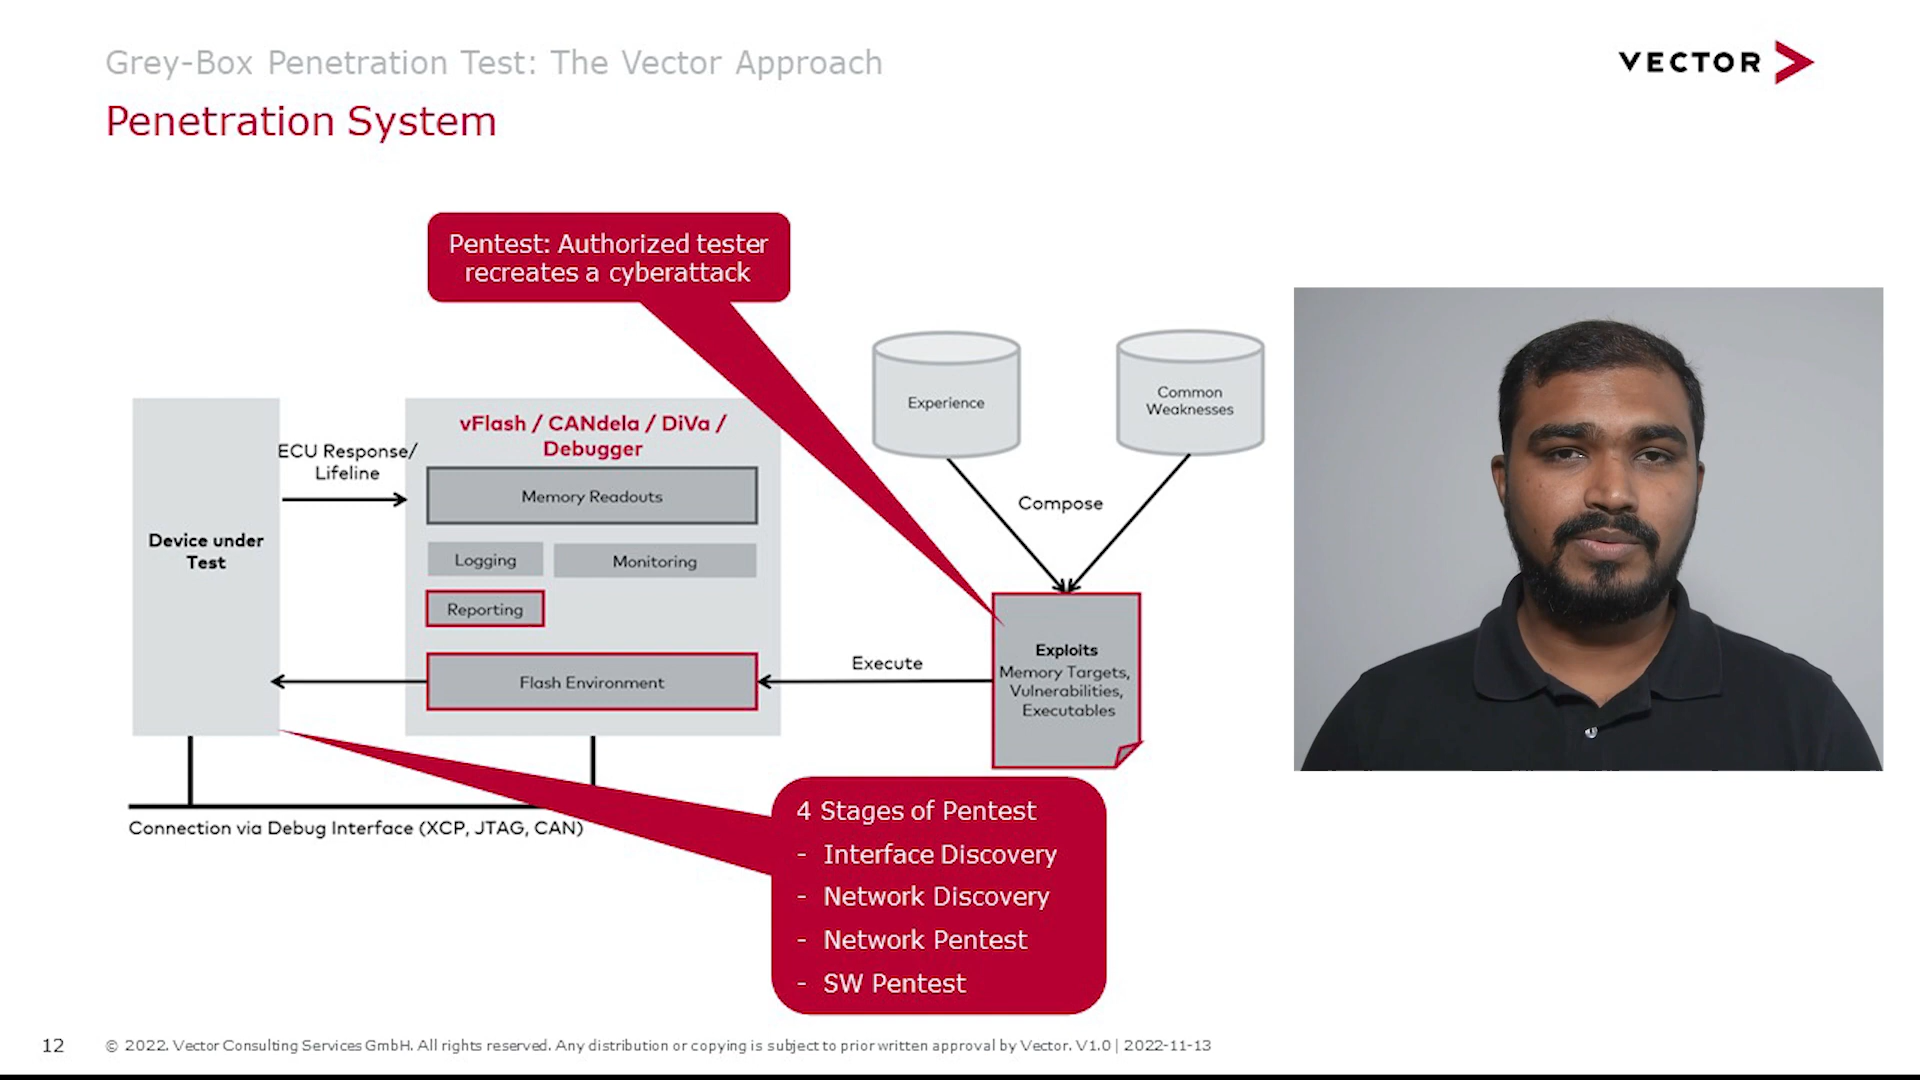 Grey-Box Penetration Test: The Vector Approach
VECTOR
Penetration System
Pentest: Authorized tester
recreates a cyberattack
Experience
Common
Weaknesses
vFlash / CANdela / DiVa /
Debugger
ECU Response/
Lifeline
Memory Readouts
Compose
Device under
Test
Logging
Monitoring
Reporting
Execute
Flash Environment
Exploits
Memory Targets,
Vulnerabilities,
Executables
Connection via Debug Interface (XCP, JTAG, CAN)
4 Stages of Pentest
- Interface Discovery
- Network Discovery
- Network Pentest
- SW Pentest
12
© 2022. Vector Consulting Services GmbH. All rights reserved. Any distribution or copying is subject to prior written approval by Vector. V1.0 | 2022-11-13